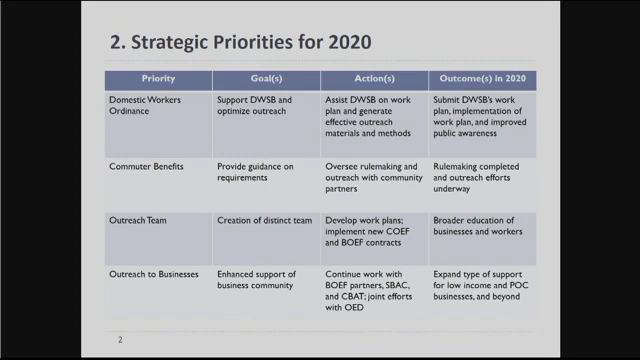 2. Strategic Priorities for 2020
Priority
Goal(s)
Action(s)
Outcome(s) in 2020
Domestic Workers
Ordinance
Support DWSB and
optimize outreach
Assist DWSB on work
plan and generate
effective outreach
materials and methods
Submit DWSB's work
plan, implementation of
work plan, and improved
public awareness
Commuter Benefits
Provide guidance on
requirements
Oversee rulemaking and
outreach with community
partners
Rulemaking completed
and outreach efforts
underway
Outreach Team
Creation of distinct team
Develop work plans;
implement new COEF
and BOEF contracts
Broader education of
businesses and workers
Outreach to Businesses
Enhanced support of
business community
Continue work with
BOEF partners, SBAC,
and CBAT; joint efforts
with OED
Expand type of support
for low income and POC
businesses, and beyond
2